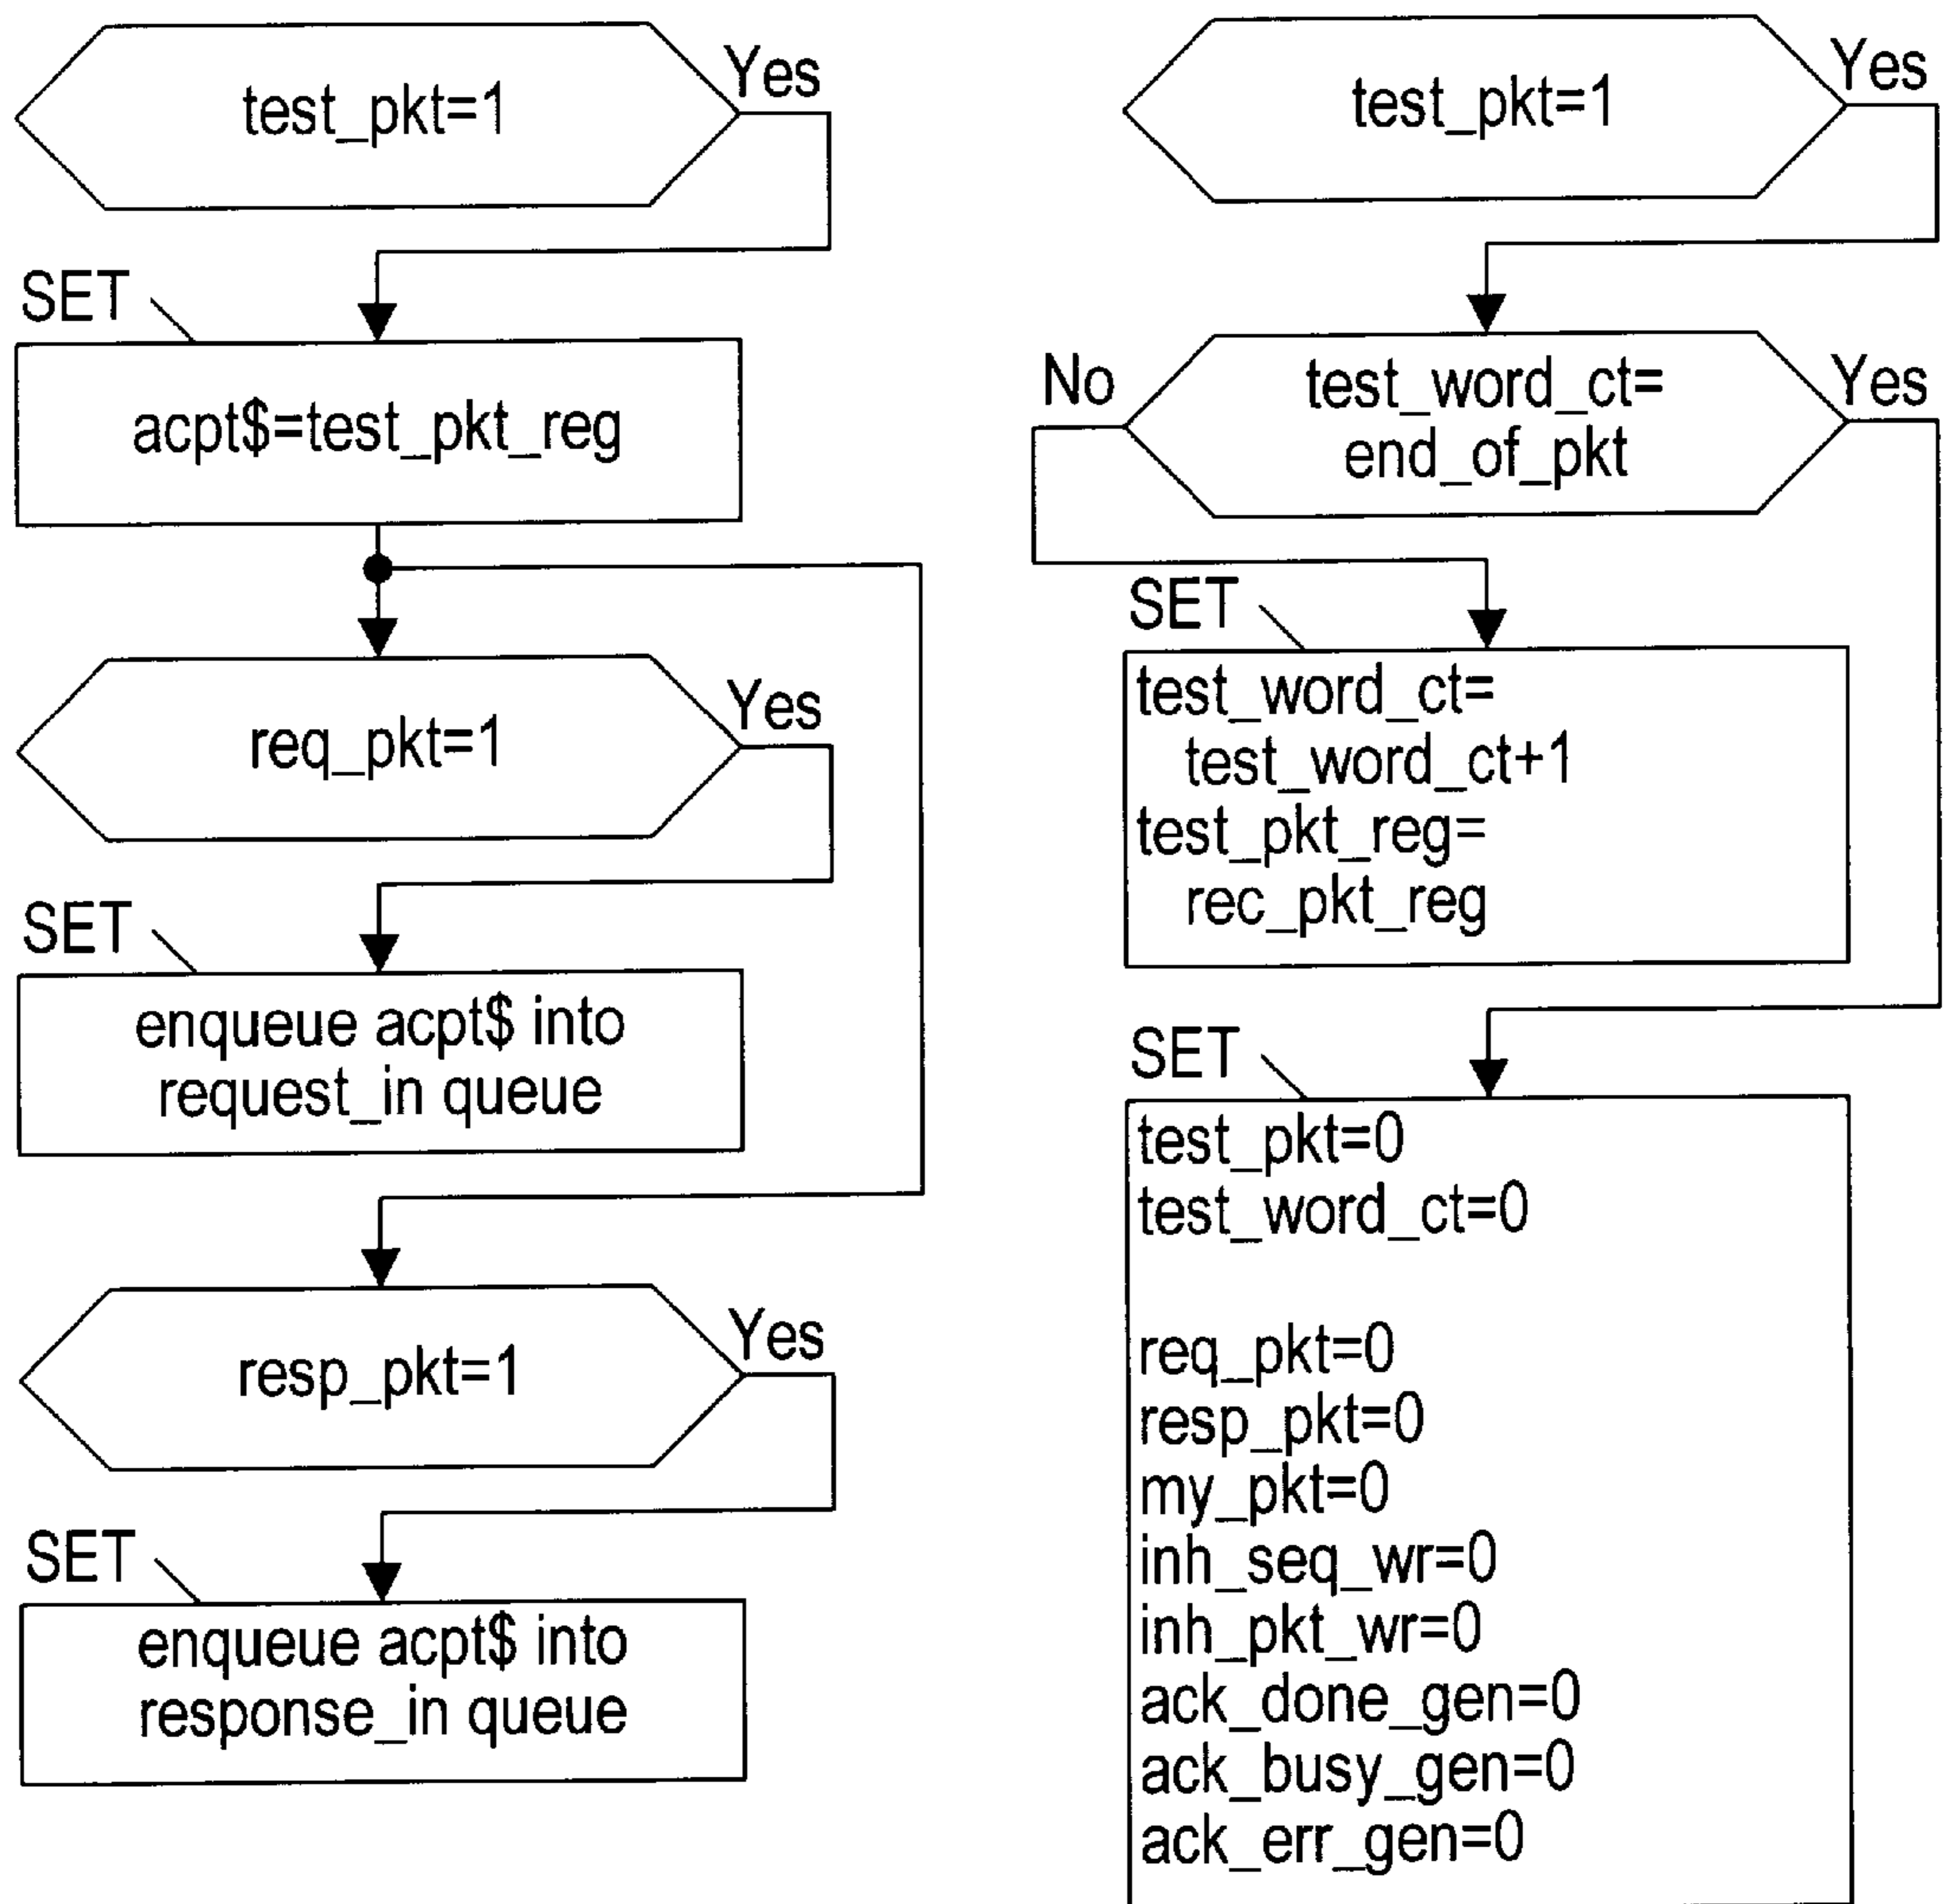 test_pkt=1
Yes
SET
acpt$=test_pkt_reg
req_pkt=1
Yes
SET
enqueue acpt$ into
request_in queue
resp_pkt=1
Yes
SET
enqueue acpt$ into
response_in queue
test_pkt=1
Yes
test_word_ct=
end_of_pkt
No
Yes
SET
test_word_ct=
test_word_ct+1
test_pkt_reg=
rec_pkt_reg
SET
test_pkt=0
test_word_ct=0
req_pkt=0
resp_pkt=0
my_pkt=0
inh_seq_wr=0
inh_pkt_wr=0
ack_done_gen=0
ack_busy_gen=0
ack_err_gen=0